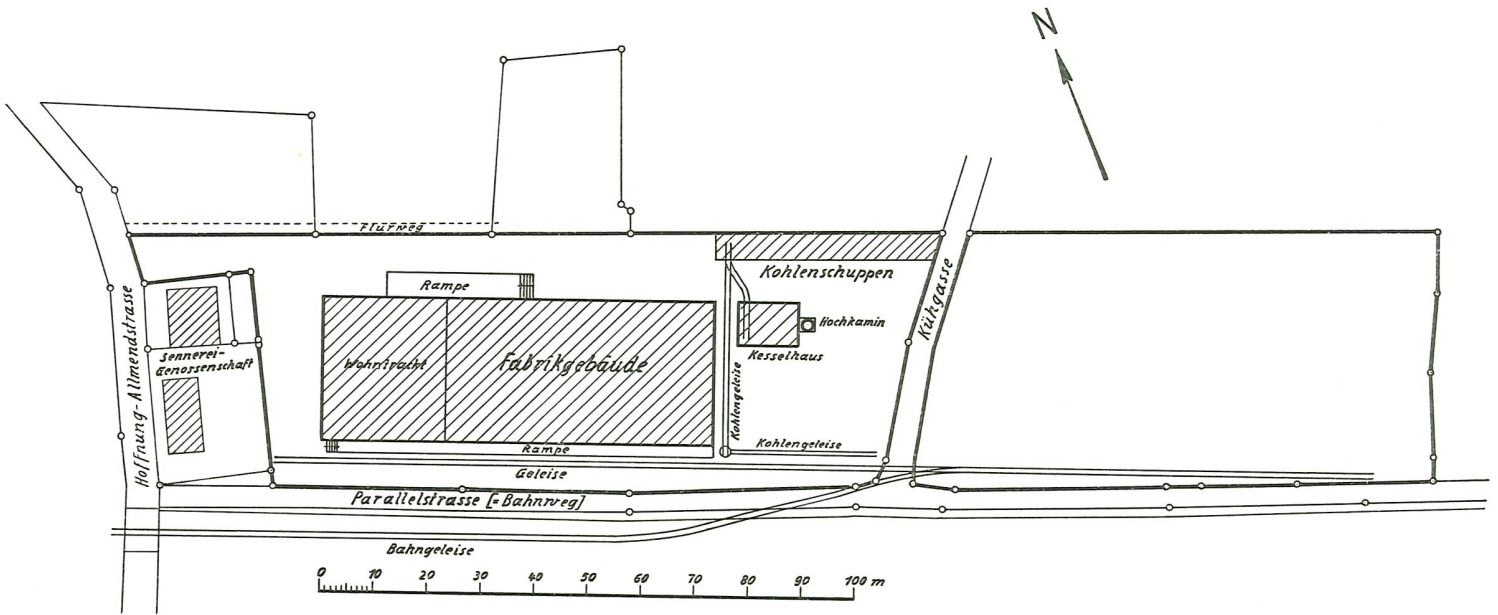 N
Flurweg
Kohlenschuppen
Rampe
Hochkamin
Kesselhaus
Kühgasse
Hoffnung-Allmendstrasse
Sennerei-
Genossenschaft
Wohntrackt
Fabrikgebäude
Kohlengeleise
Kohlengeleise
Rampe
Geleise
Parallelstrasse [=Bahnweg]
Bahngeleise
0 10 20 30 40 50 60 70 80 90 100 m